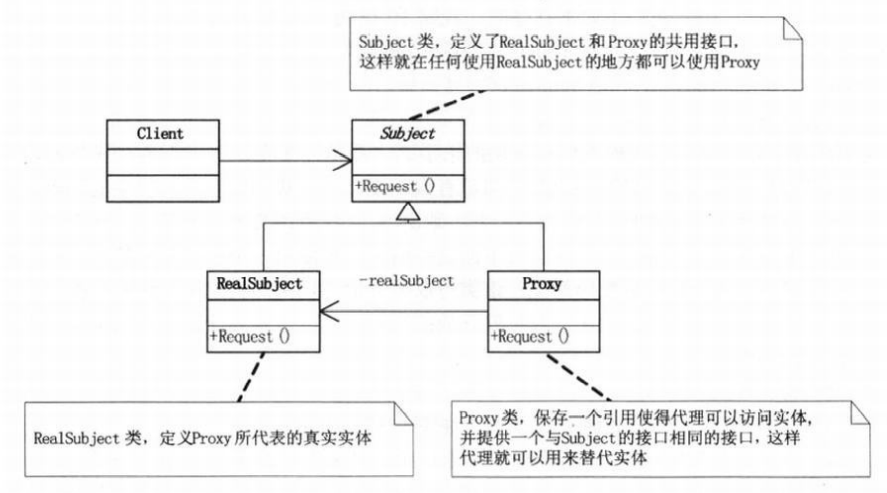 Subject类，定义了RealSubject和Proxy的共用接口，
这样就在任何使用RealSubject的地方都可以使用Proxy
Client
Subject
+Request()
RealSubject
-realSubject
Proxy
+Request()
+Request()
RealSubject类，定义Proxy所代表的真实实体
Proxy类，保存一个引用使得代理可以访问实体，
并提供一个与Subject的接口相同的接口，这样
代理就可以用来替代实体